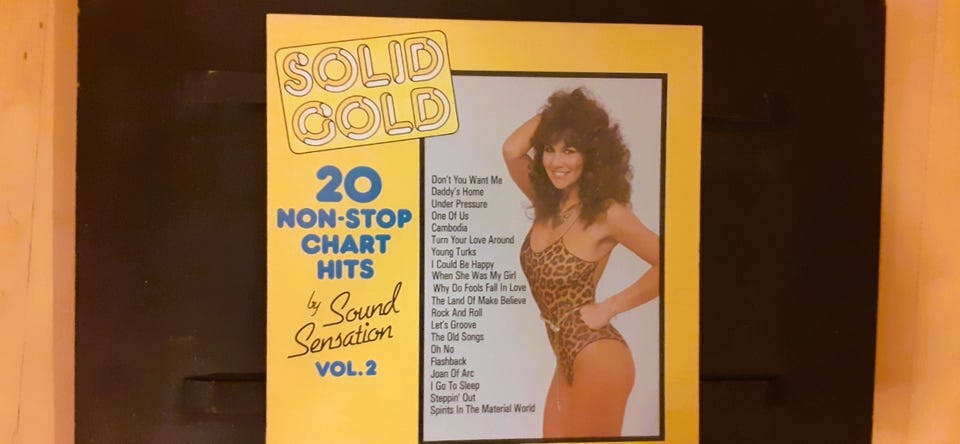 SOLID
GOLD
20
NON-STOP
CHART
HITS
by Sound
Sensation
VOL.2
Don't You Want Me
Daddy's Home
Under Pressure
One Of Us
Cambodia
Turn Your Love Around
Young Turks
I Could Be Happy
When She Was My Girl
Why Do Fools Fall In Love
The Land Of Make Believe
Rock And Roll
Let's Groove
The Old Songs
Oh No
Flashback
Joan Of Arc
I Go To Sleep
Steppin' Out
Spirits In The Material World